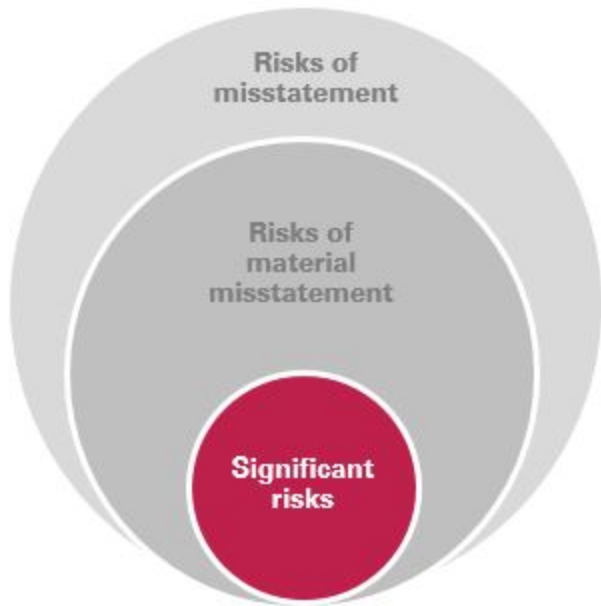 Risks of
misstatement
Risks of
material
misstatement
Significant
risks